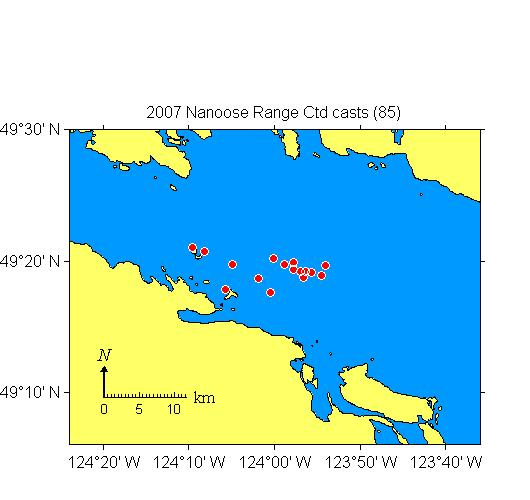 2007 Nanoose Range Ctd casts (85)
49°30' N
49°20' N
49°10' N
N
km
0 5 10
124°20' W 124°10' W 124°00' W 123°50' W 123°40' W